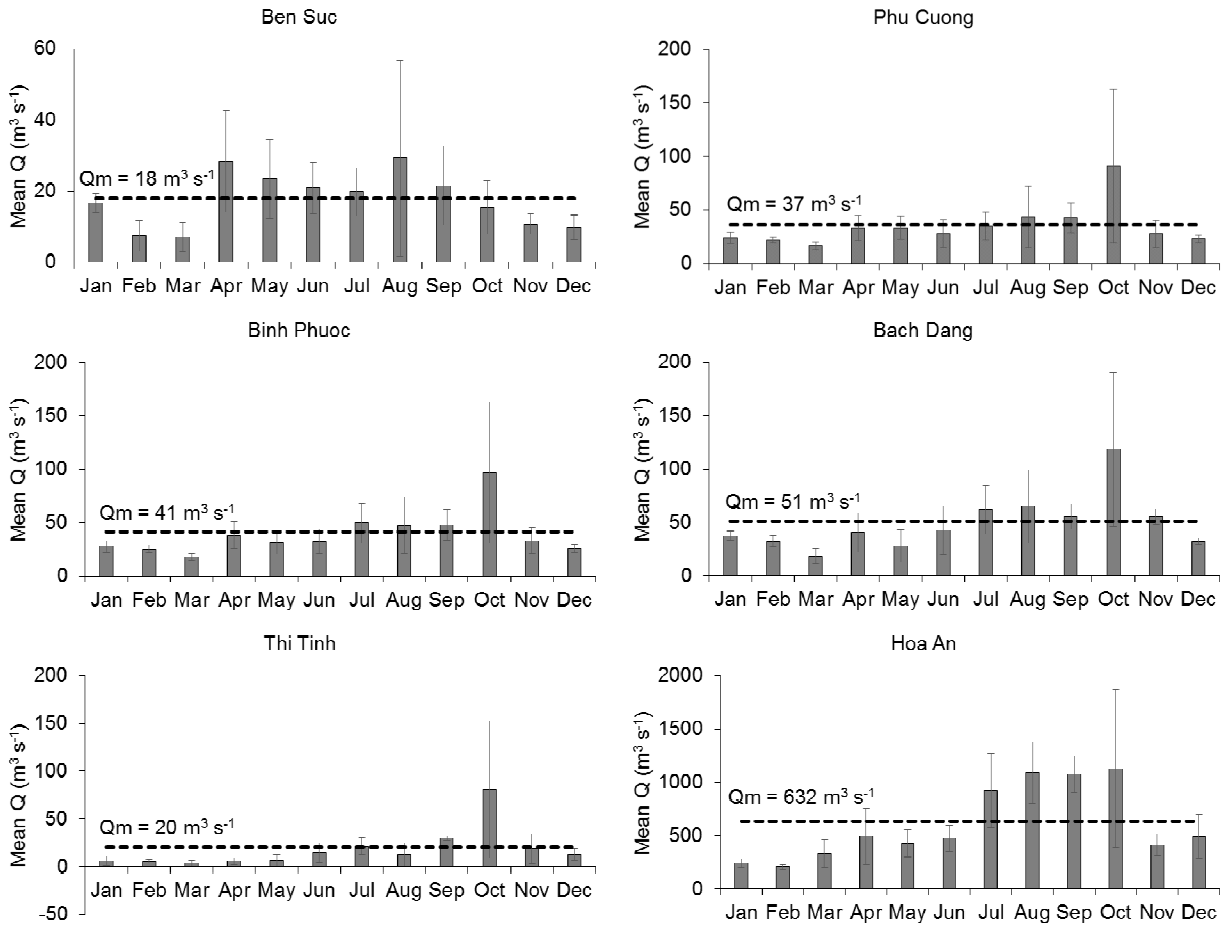 Ben Suc
Mean Q (m³ s⁻¹)
60
40
20
0
Qm = 18 m³ s⁻¹
Jan Feb Mar Apr May Jun Jul Aug Sep Oct Nov Dec
Phu Cuong
Mean Q (m³ s⁻¹)
200
150
100
50
0
Qm = 37 m³ s⁻¹
Jan Feb Mar Apr May Jun Jul Aug Sep Oct Nov Dec
Binh Phuoc
Mean Q (m³ s⁻¹)
200
150
100
50
0
Qm = 41 m³ s⁻¹
Jan Feb Mar Apr May Jun Jul Aug Sep Oct Nov Dec
Bach Dang
Mean Q (m³ s⁻¹)
200
150
100
50
0
Qm = 51 m³ s⁻¹
Jan Feb Mar Apr May Jun Jul Aug Sep Oct Nov Dec
Thi Tinh
Mean Q (m³ s⁻¹)
200
150
100
50
0
-50
Qm = 20 m³ s⁻¹
Jan Feb Mar Apr May Jun Jul Aug Sep Oct Nov Dec
Hoa An
Mean Q (m³ s⁻¹)
2000
1500
1000
500
0
Qm = 632 m³ s⁻¹
Jan Feb Mar Apr May Jun Jul Aug Sep Oct Nov Dec